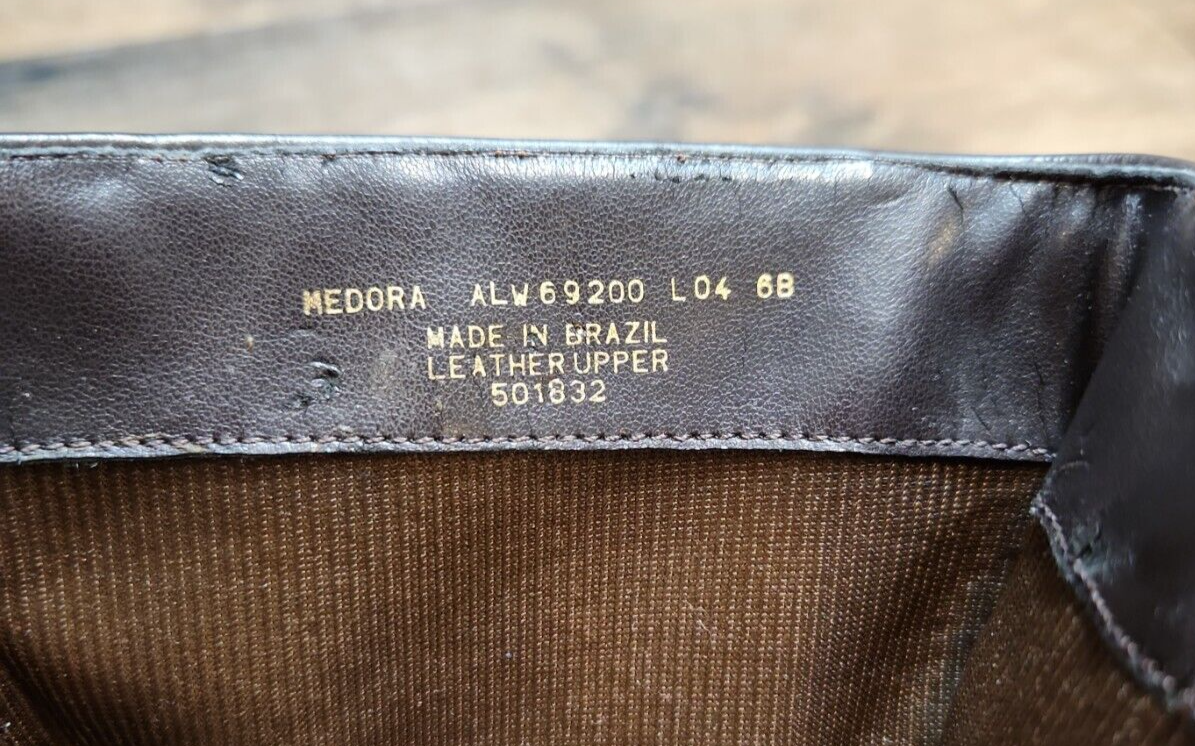 MEDORA ALW69200 L04 6B
MADE IN BRAZIL
LEATHER UPPER
501832